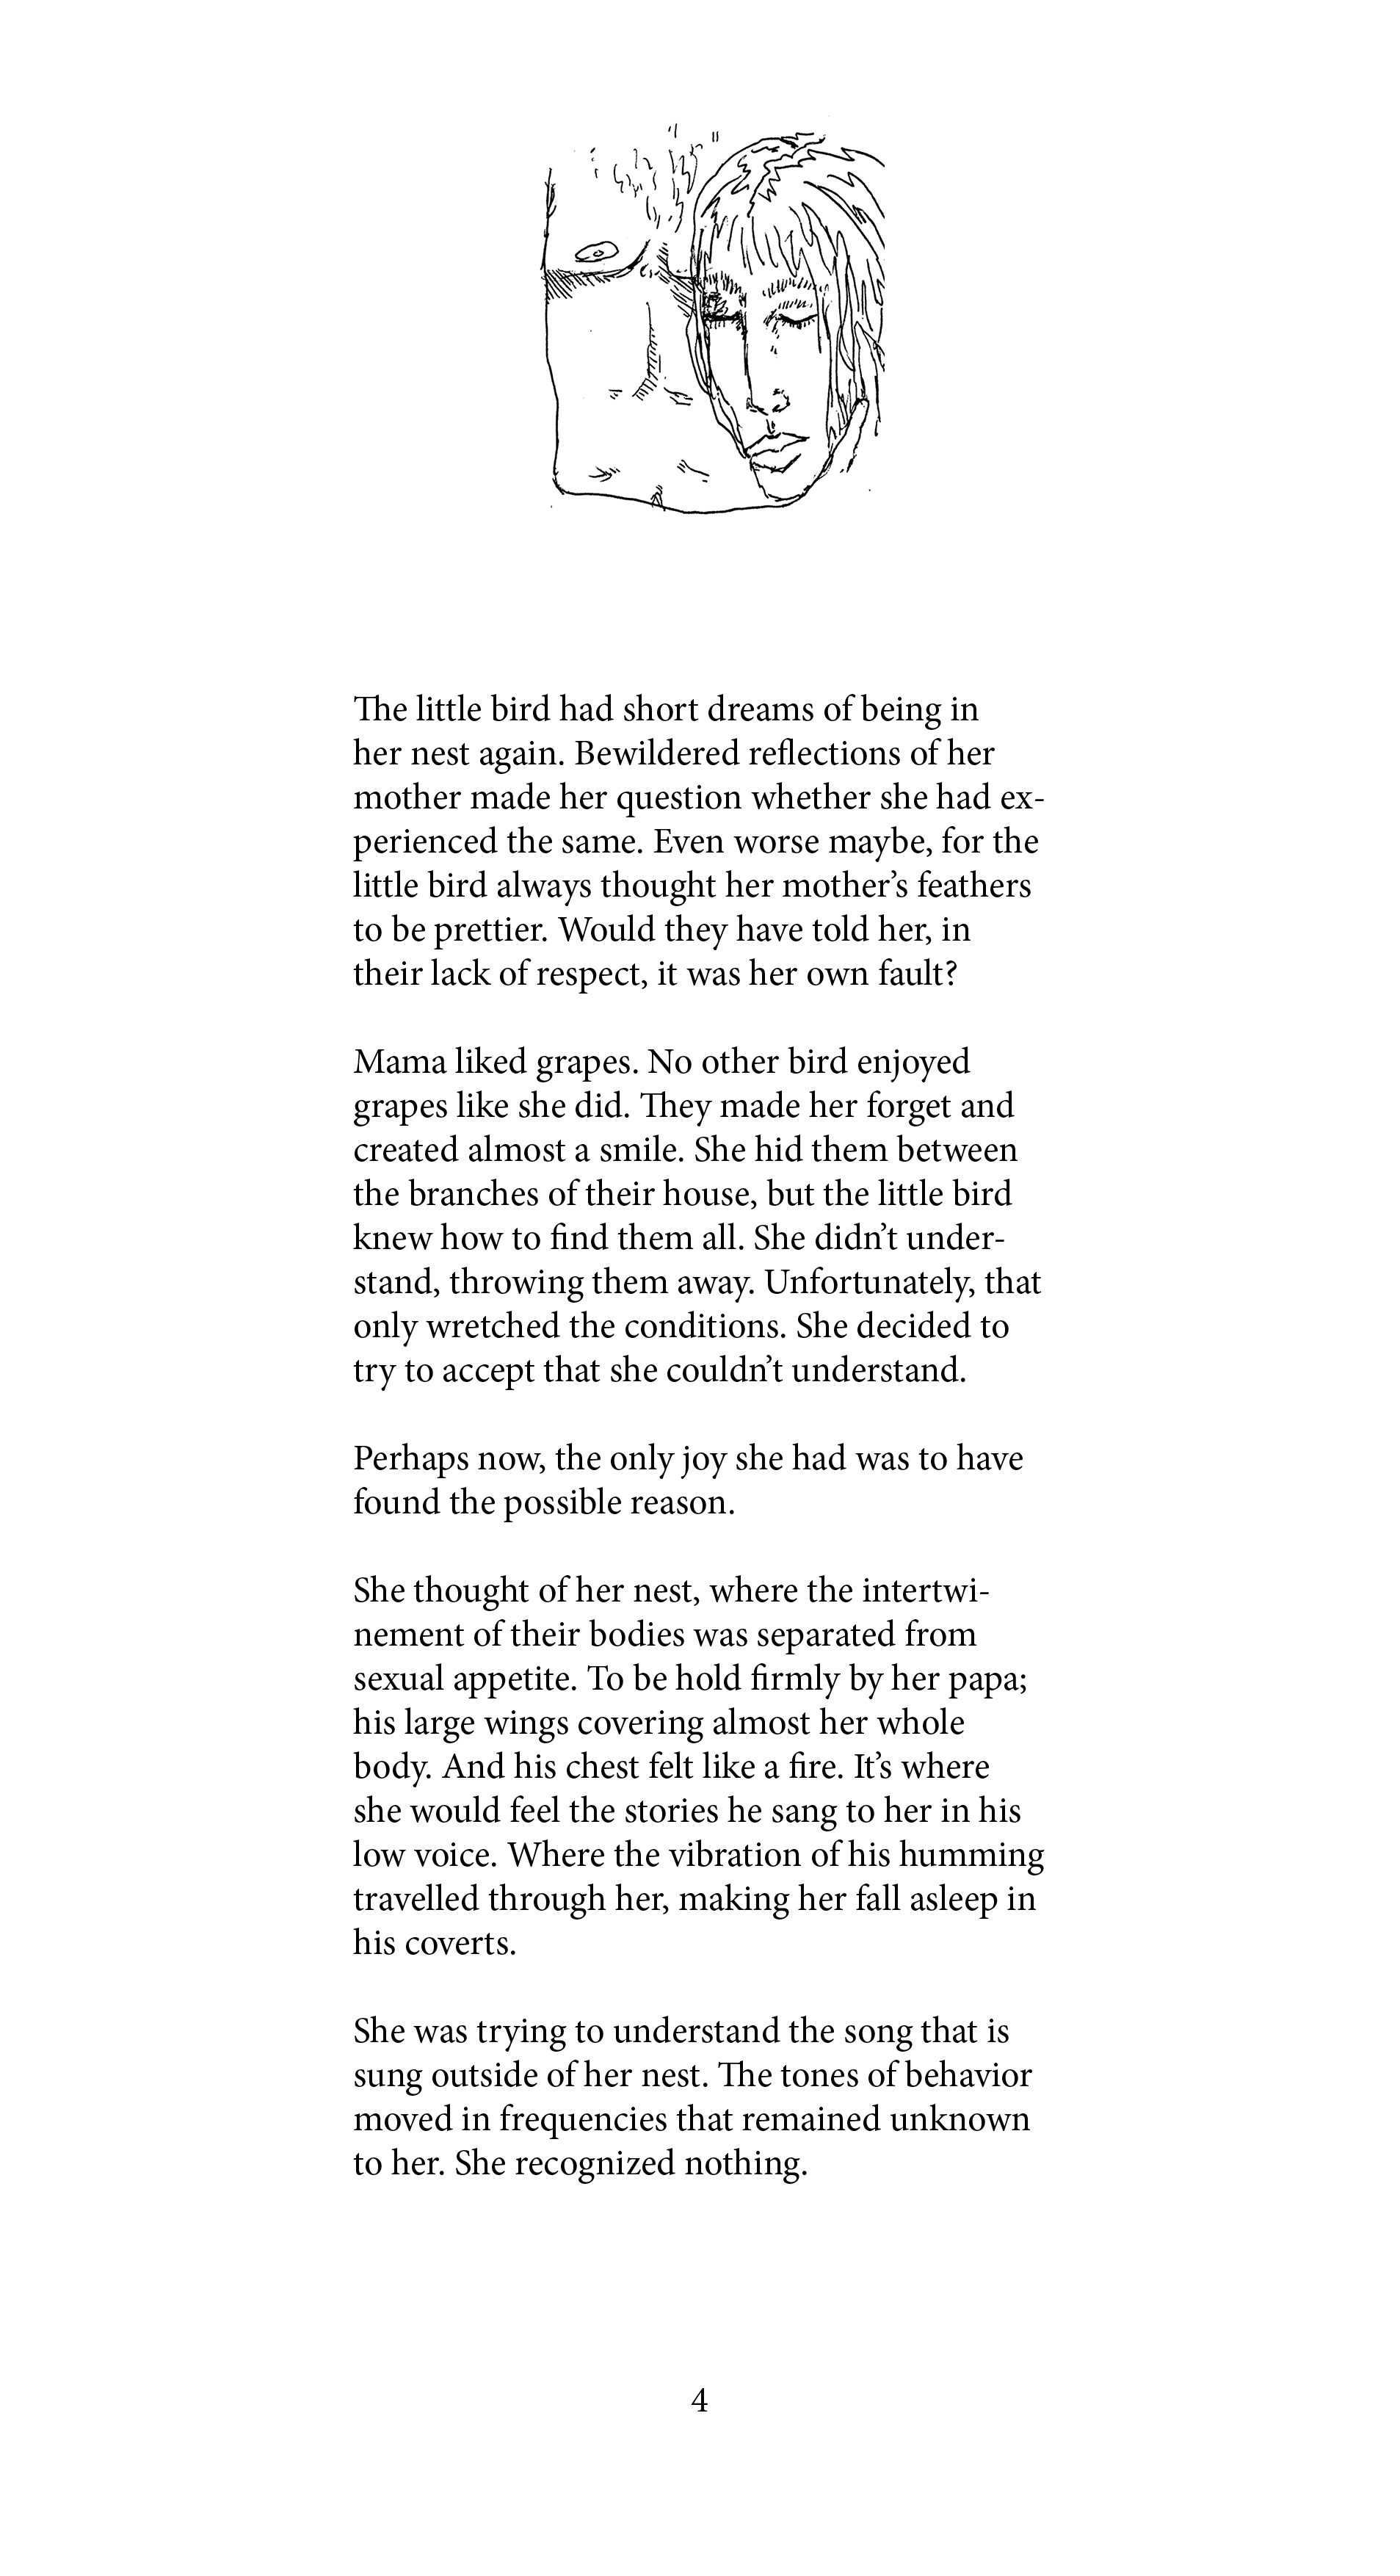 The little bird had short dreams of being in
her nest again. Bewildered reflections of her
mother made her question whether she had ex-
perienced the same. Even worse maybe, for the
little bird always thought her mother’s feathers
to be prettier. Would they have told her, in
their lack of respect, it was her own fault?
Mama liked grapes. No other bird enjoyed
grapes like she did. They made her forget and
created almost a smile. She hid them between
the branches of their house, but the little bird
knew how to find them all. She didn’t under-
stand, throwing them away. Unfortunately, that
only wretched the conditions. She decided to
try to accept that she couldn’t understand.
Perhaps now, the only joy she had was to have
found the possible reason.
She thought of her nest, where the intertwi-
nement of their bodies was separated from
sexual appetite. To be hold firmly by her papa;
his large wings covering almost her whole
body. And his chest felt like a fire. It’s where
she would feel the stories he sang to her in his
low voice. Where the vibration of his humming
travelled through her, making her fall asleep in
his coverts.
She was trying to understand the song that is
sung outside of her nest. The tones of behavior
moved in frequencies that remained unknown
to her. She recognized nothing.
4